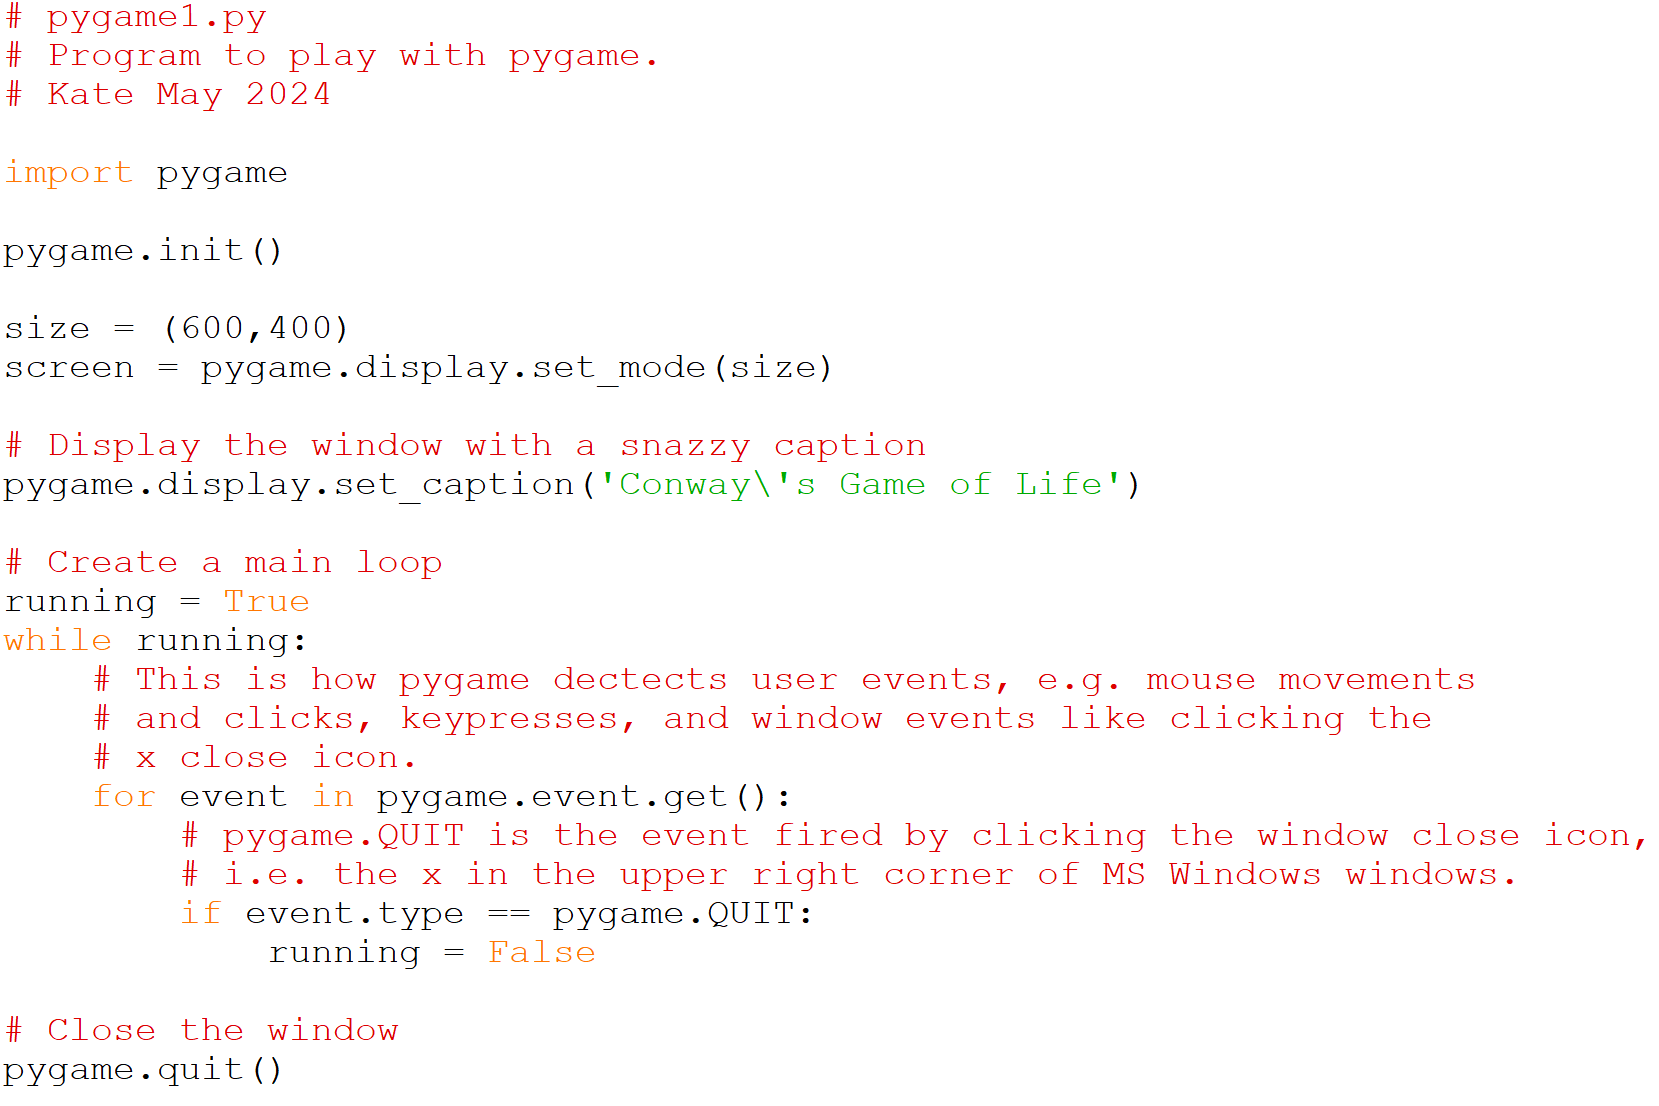 # pygame1.py
# Program to play with pygame.
# Kate May 2024

import pygame

pygame.init()

size = (600,400)
screen = pygame.display.set_mode(size)

# Display the window with a snazzy caption
pygame.display.set_caption('Conway\'s Game of Life')

# Create a main loop
running = True
while running:
    # This is how pygame dectects user events, e.g. mouse movements
    # and clicks, keypresses, and window events like clicking the
    # x close icon.
    for event in pygame.event.get():
        # pygame.QUIT is the event fired by clicking the window close icon,
        # i.e. the x in the upper right corner of MS Windows windows.
        if event.type == pygame.QUIT:
            running = False

# Close the window
pygame.quit()